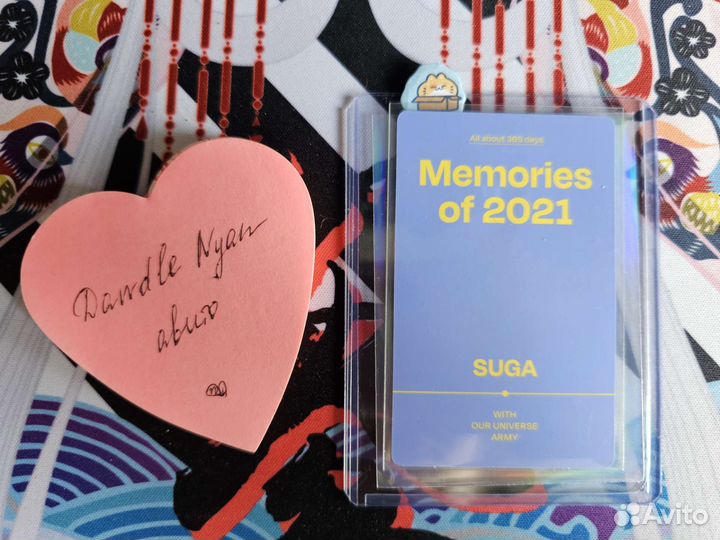 Dawdle Nyan
авито
All about 365 days
Memories
of 2021
SUGA
WITH
OUR UNIVERSE
ARMY
Avito